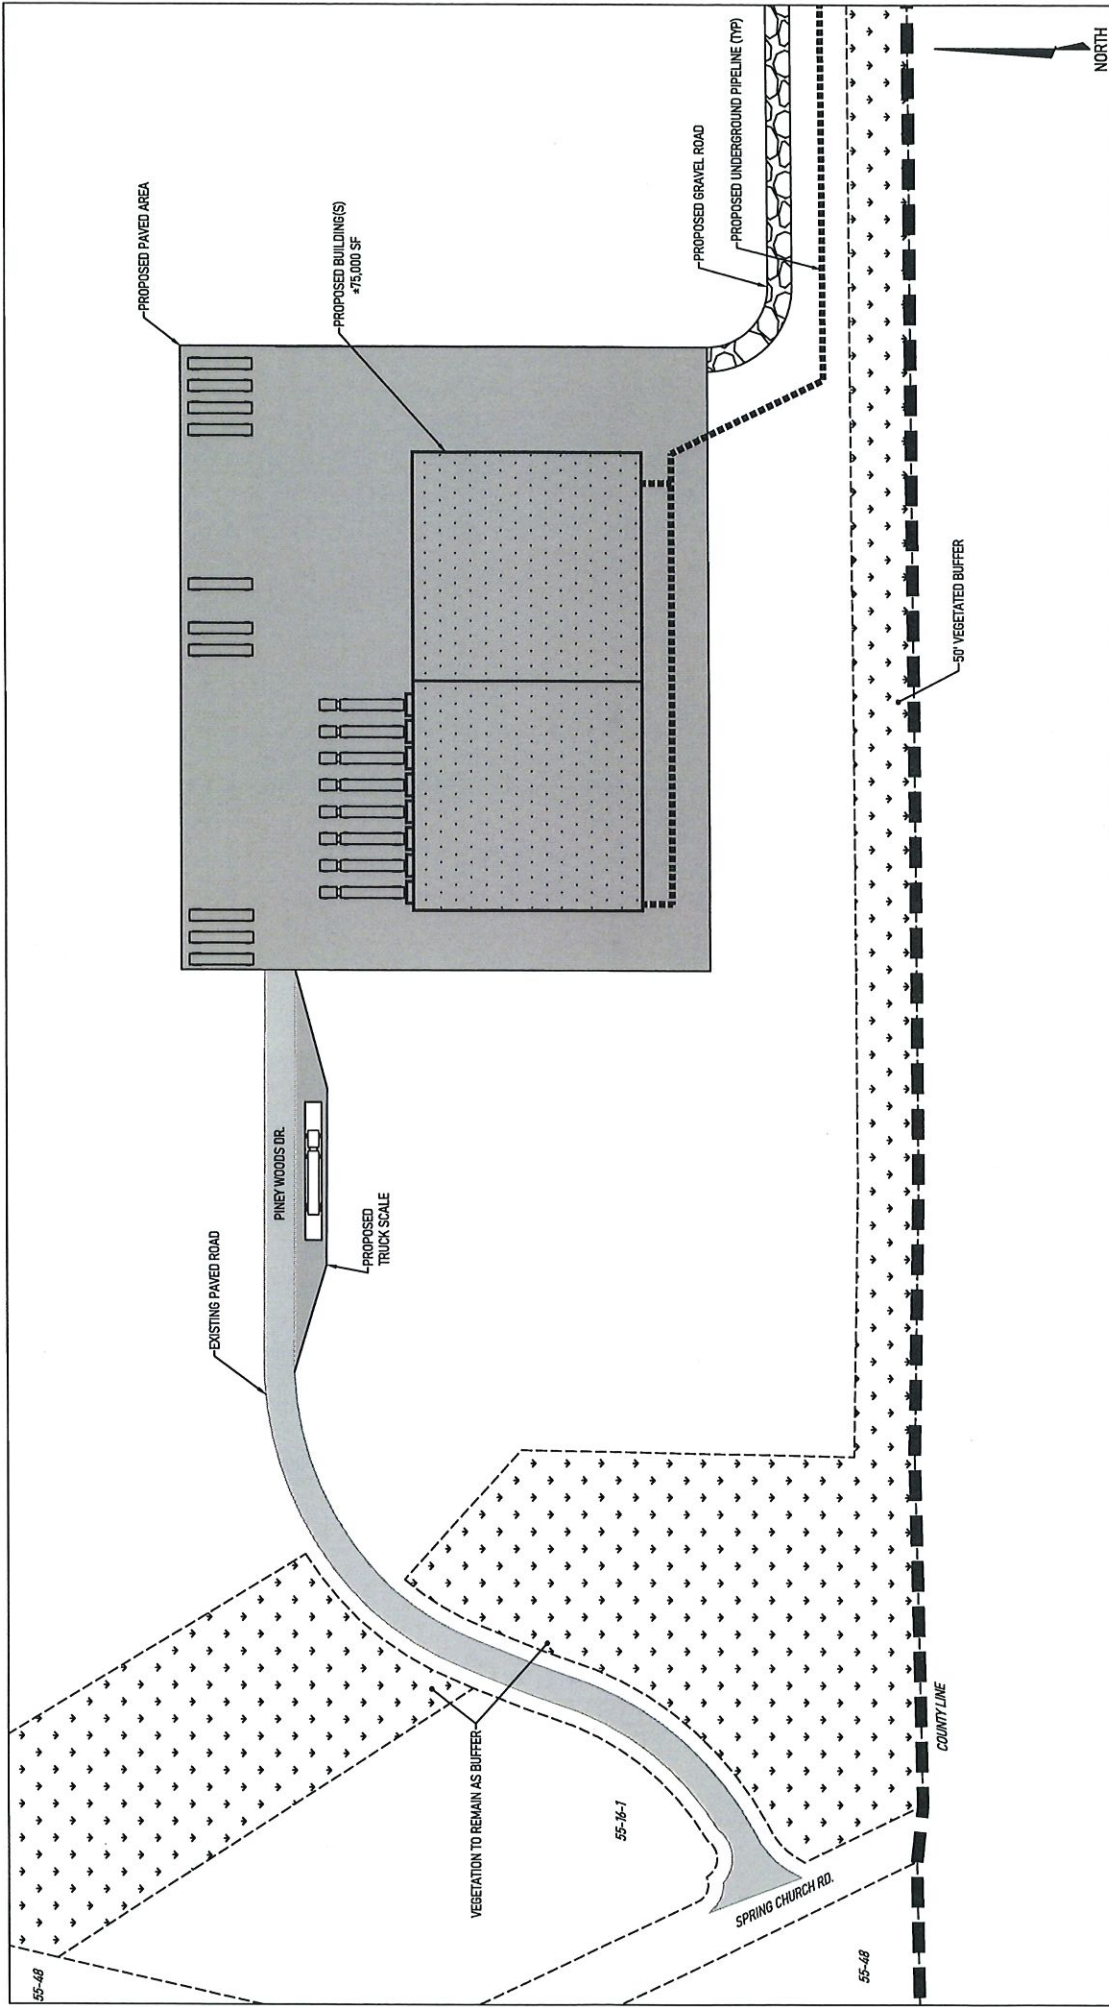 55-48
VEGETATION TO REMAIN AS BUFFER
55-16-1
SPRING CHURCH RD.
55-48
EXISTING PAVED ROAD
PINEY WOODS DR.
PROPOSED
TRUCK SCALE
COUNTY LINE
PROPOSED PAVED AREA
PROPOSED BUILDING(S)
±75,000 SF
PROPOSED GRAVEL ROAD
PROPOSED UNDERGROUND PIPELINE (TYP)
50' VEGETATED BUFFER
NORTH